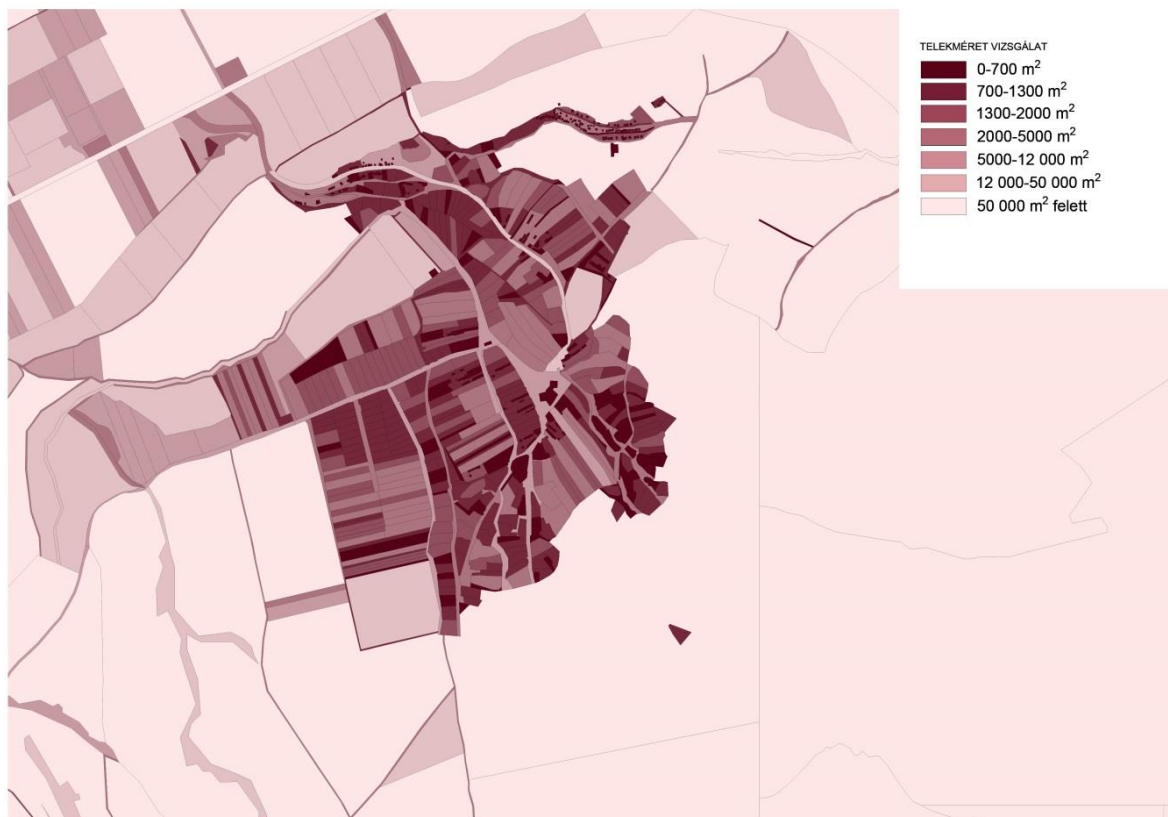 TELEKMÉRET VIZSGÁLAT
0-700 m²
700-1300 m²
1300-2000 m²
2000-5000 m²
5000-12 000 m²
12 000-50 000 m²
50 000 m² felett